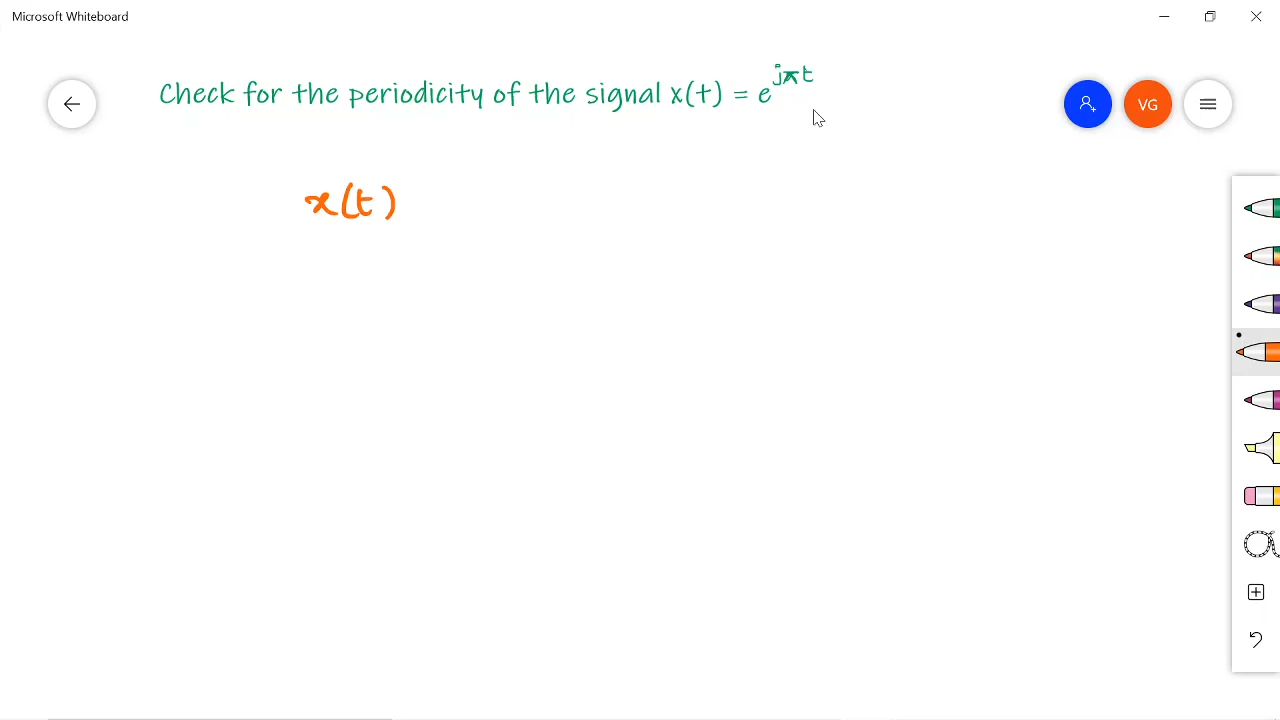 Microsoft Whiteboard
Check for the periodicity of the signal x(t) = e^jπt
VG
x(t)